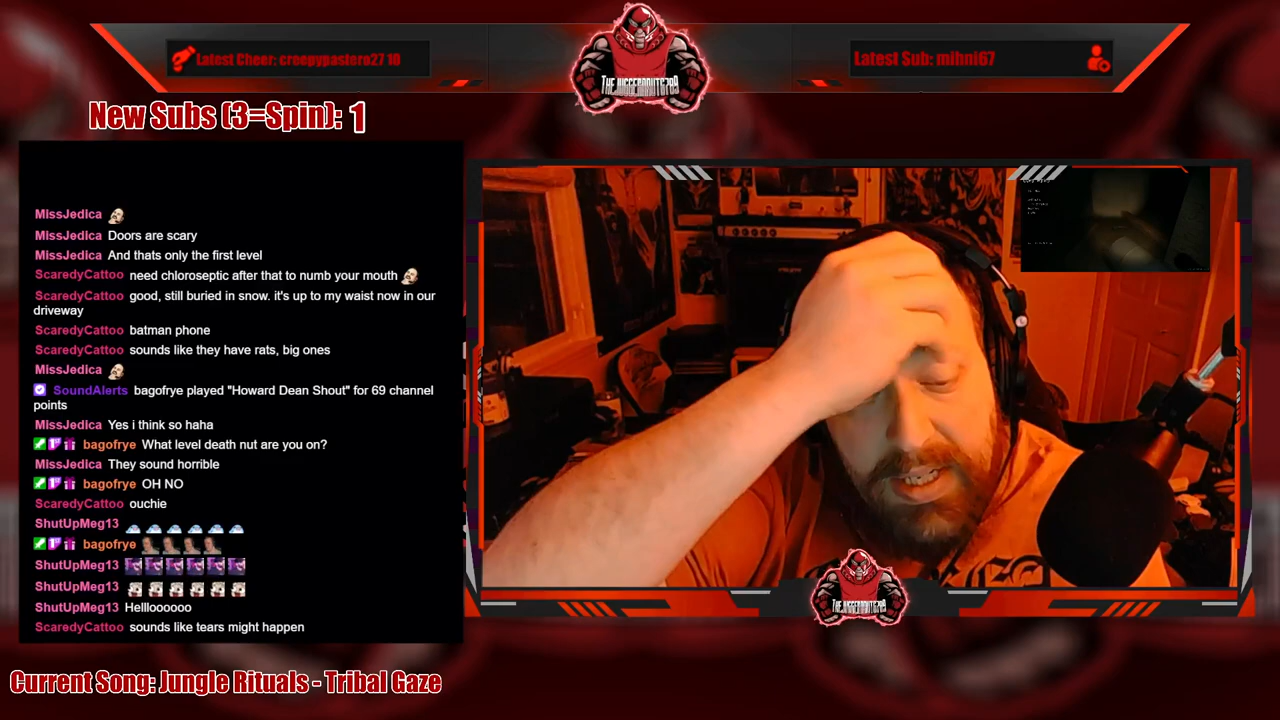 Latest Cheer: creepypastero27 10
THEJUGGERNAUT6789
Latest Sub: mihni67
New Subs (3=Spin): 1
MissJedica
MissJedica Doors are scary
MissJedica And thats only the first level
ScaredyCattoo need chloroseptic after that to numb your mouth
ScaredyCattoo good, still buried in snow. it's up to my waist now in our
driveway
ScaredyCattoo batman phone
ScaredyCattoo sounds like they have rats, big ones
MissJedica
SoundAlerts bagofrye played "Howard Dean Shout" for 69 channel
points
MissJedica Yes i think so haha
bagofrye What level death nut are you on?
MissJedica They sound horrible
bagofrye OH NO
ScaredyCattoo ouchie
ShutUpMeg13
bagofrye
ShutUpMeg13
ShutUpMeg13
ShutUpMeg13 Hellloooooo
ScaredyCattoo sounds like tears might happen
THEJUGGERNAUT6789
Current Song: Jungle Rituals - Tribal Gaze